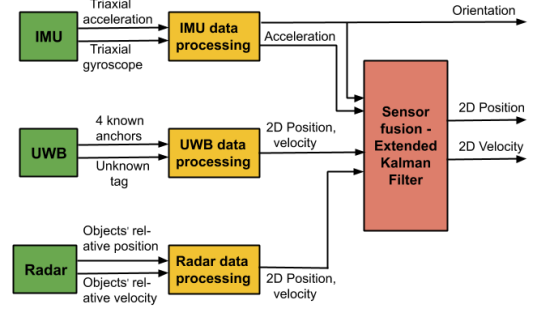 Triaxial
acceleration
IMU
Triaxial
gyroscope
IMU data
processing
Orientation
Acceleration
4 known
anchors
UWB
Unknown
tag
UWB data
processing
2D Position,
velocity
Sensor
fusion -
Extended
Kalman
Filter
2D Position
2D Velocity
Objects' rel-
ative position
Radar
Objects' rel-
ative velocity
Radar data
processing
2D Position,
velocity